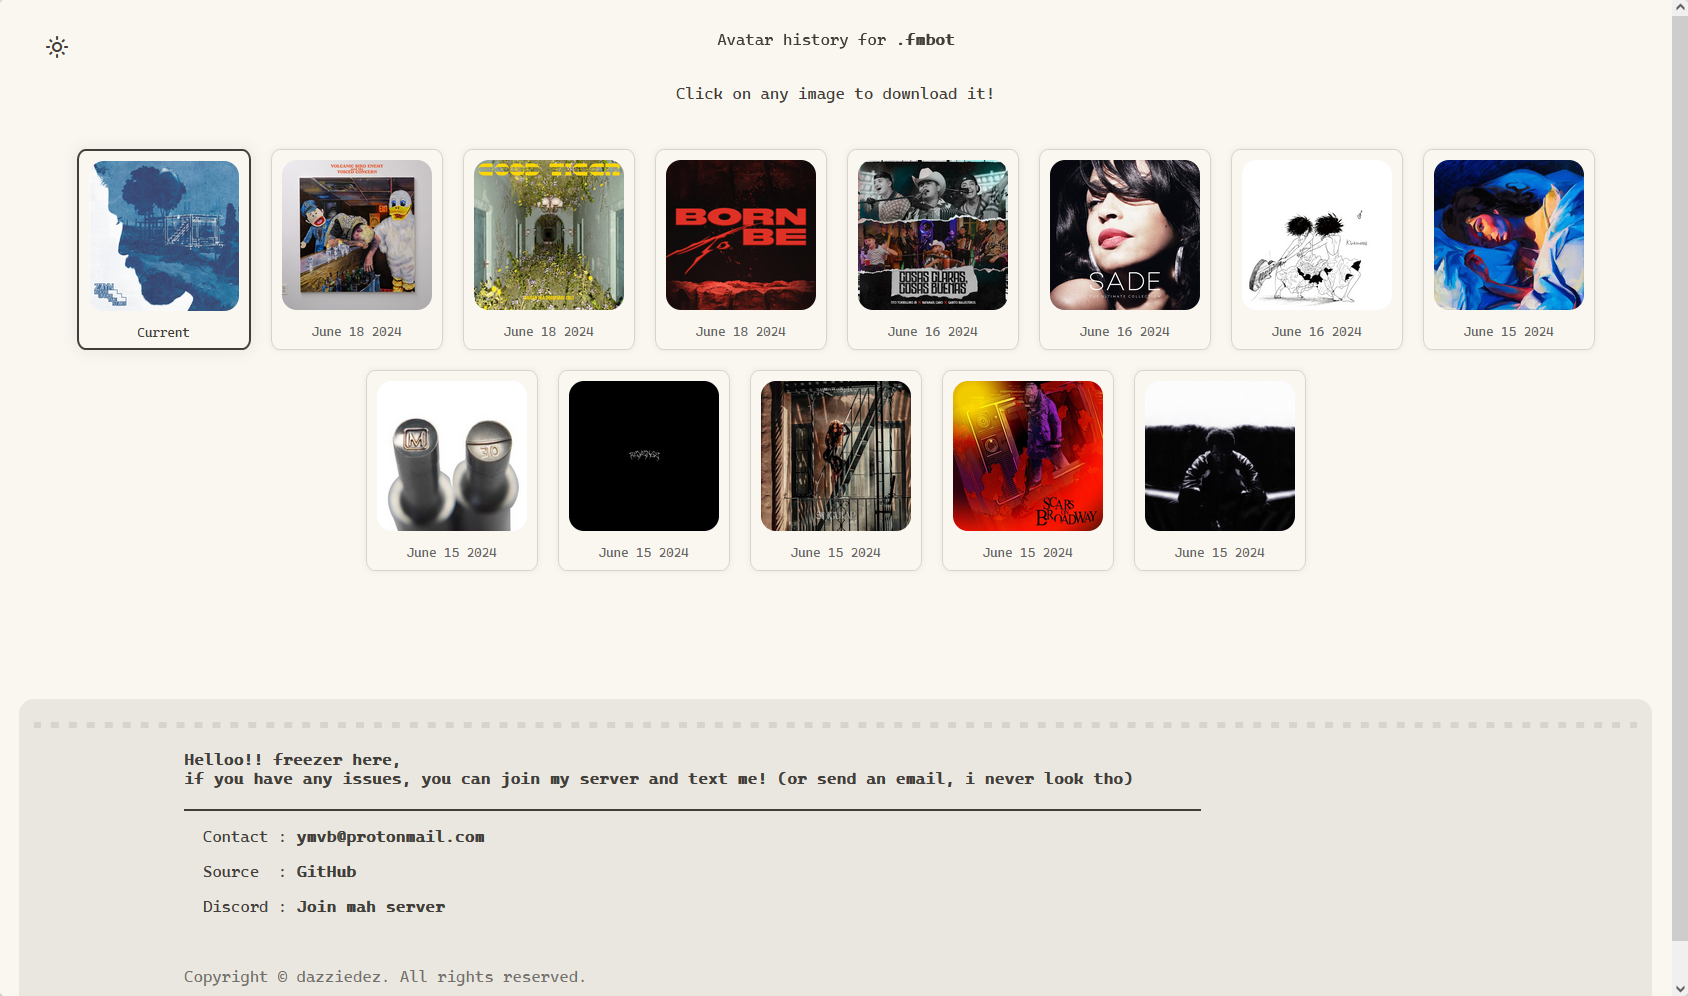 Avatar history for .fmbot
Click on any image to download it!
VOLCANIC BIRD ENEMY
VOICED CONCERN
GOOD TIGER
BORN
To BE
COSAS CLARAS,
COSAS BUENAS
SADE
THE ULTIMATE COLLECTION
Current
June 18 2024
June 18 2024
June 18 2024
June 16 2024
June 16 2024
June 16 2024
June 15 2024
M
30
SCARS
BROADWAY
June 15 2024
June 15 2024
June 15 2024
June 15 2024
June 15 2024
Helloo!! freezer here,
if you have any issues, you can join my server and text me! (or send an email, i never look tho)
Contact : ymvb@protonmail.com
Source : GitHub
Discord : Join mah server
Copyright © dazziedez. All rights reserved.